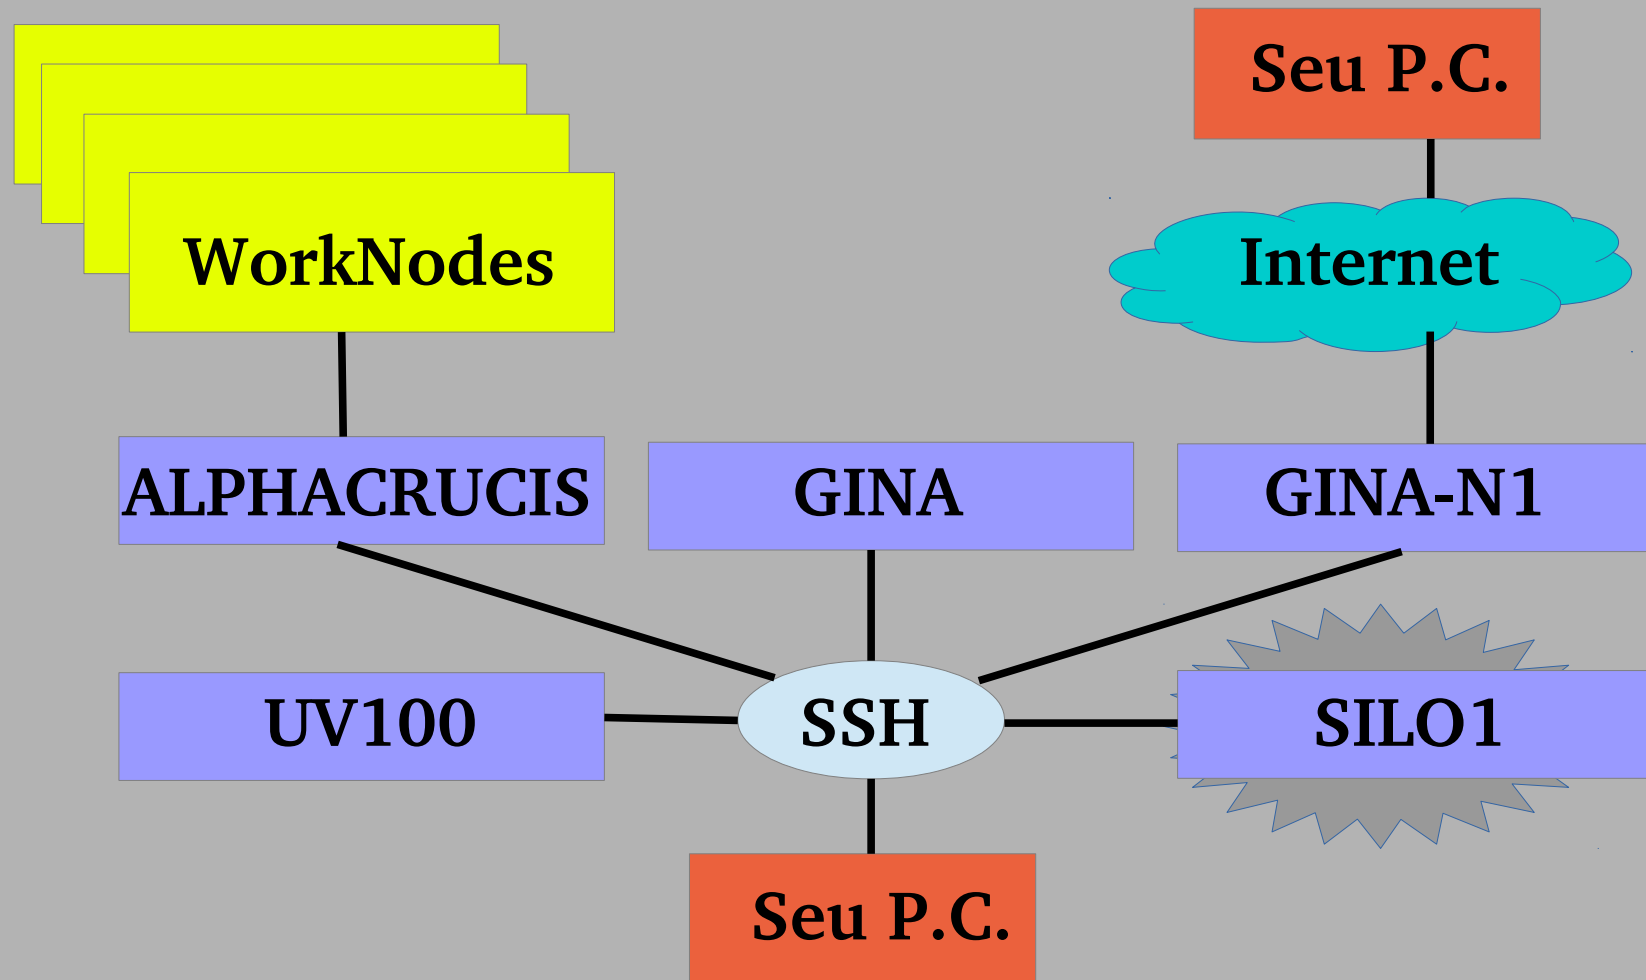 Seu P.C.
WorkNodes
Internet
ALPHACRUCIS
GINA
GINA-N1
UV100
SSH
SILO1
Seu P.C.